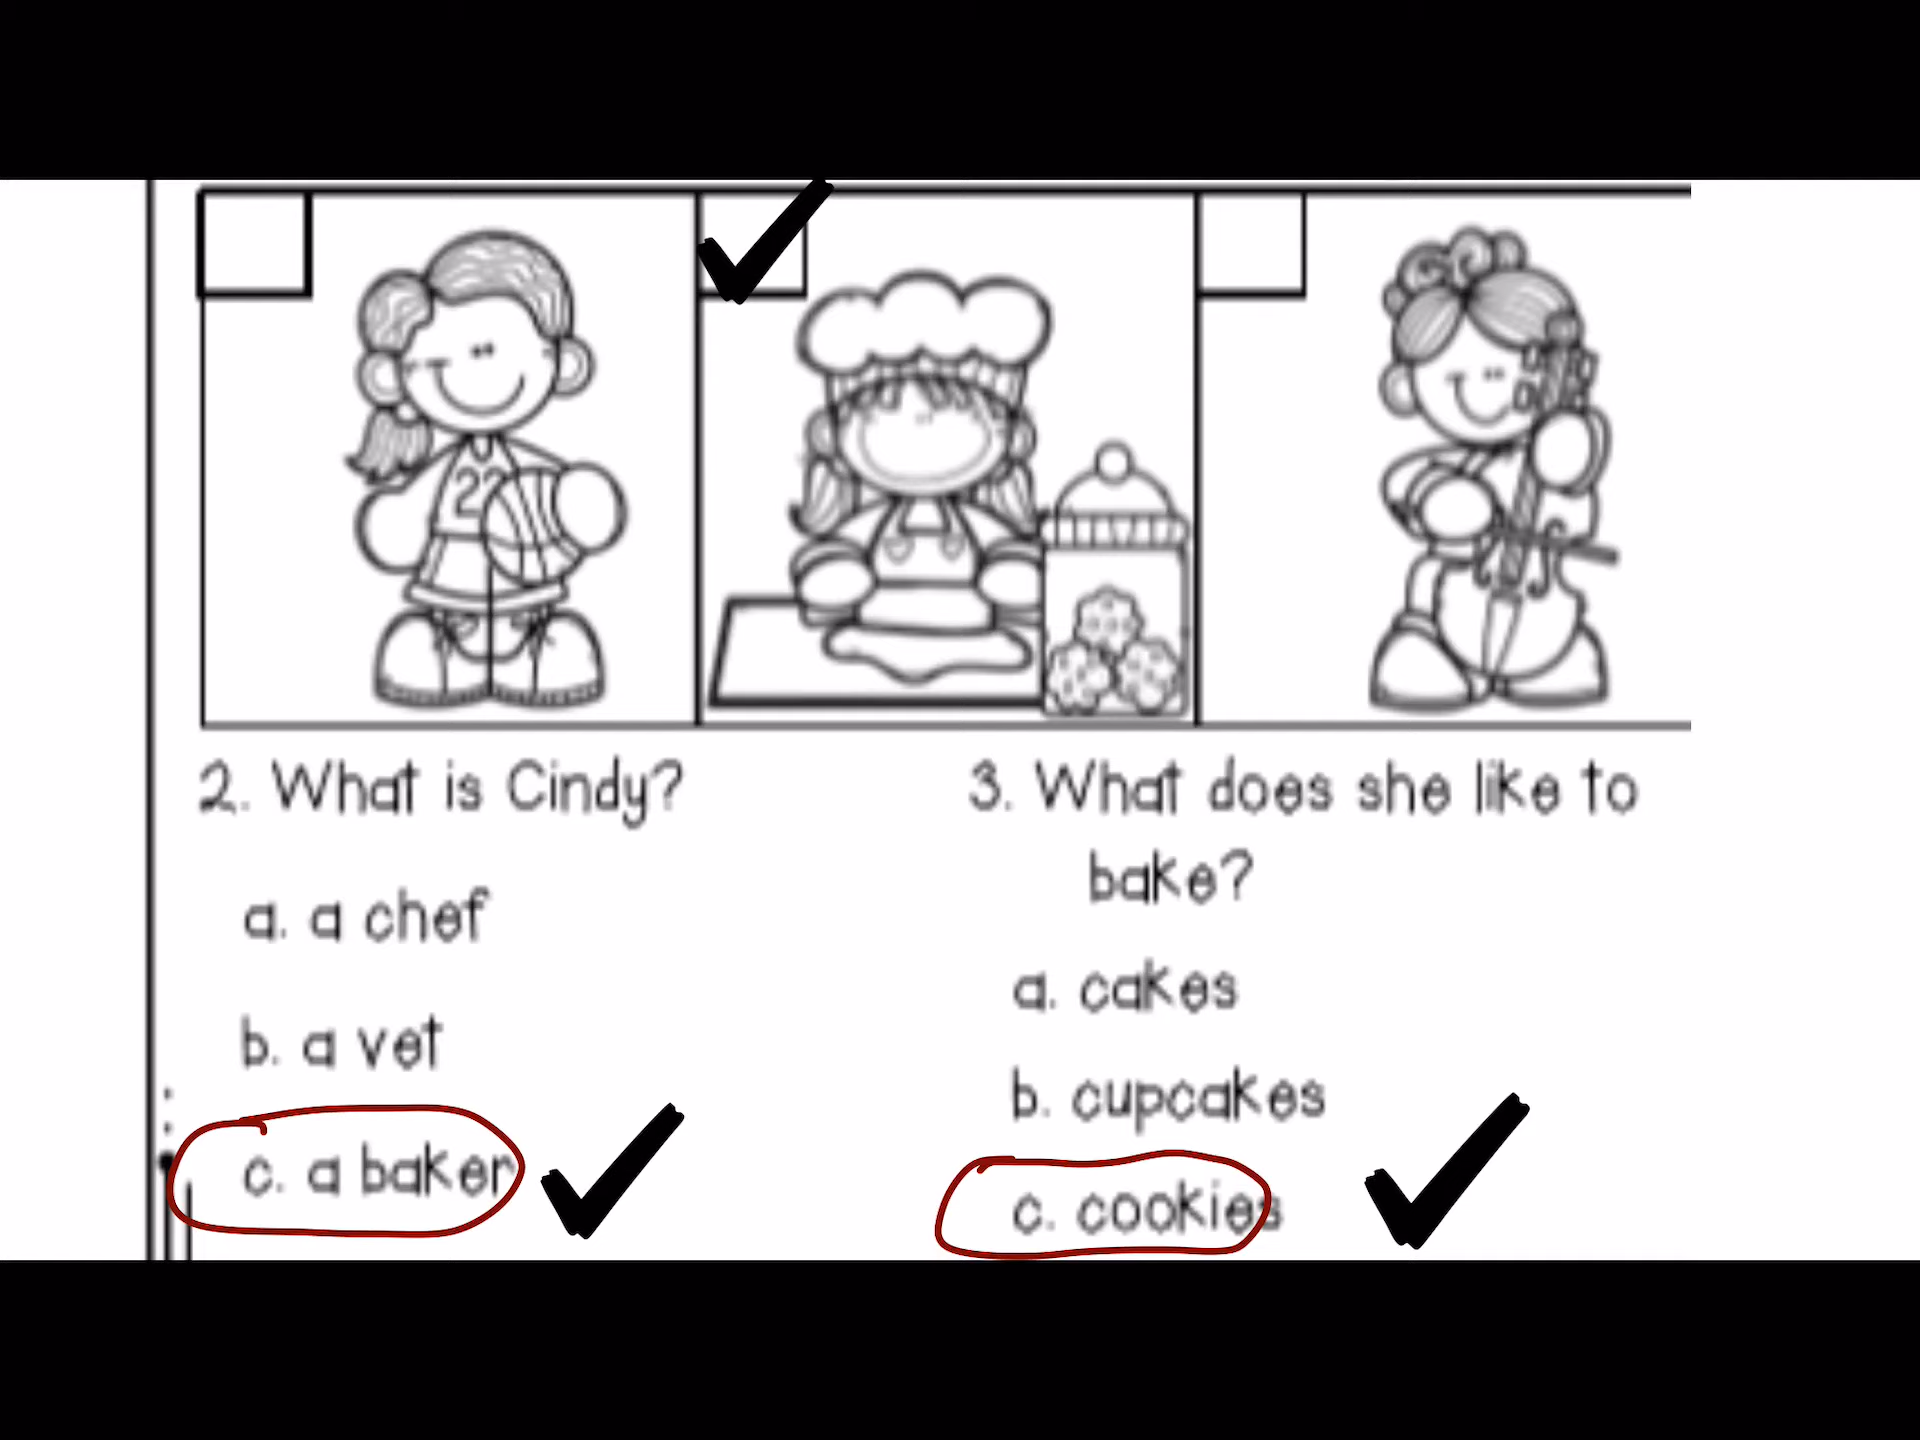 22
2. What is Cindy?
a. a chef
b. a vet
c. a baker
3. What does she like to
bake?
a. cakes
b. cupcakes
c. cookies